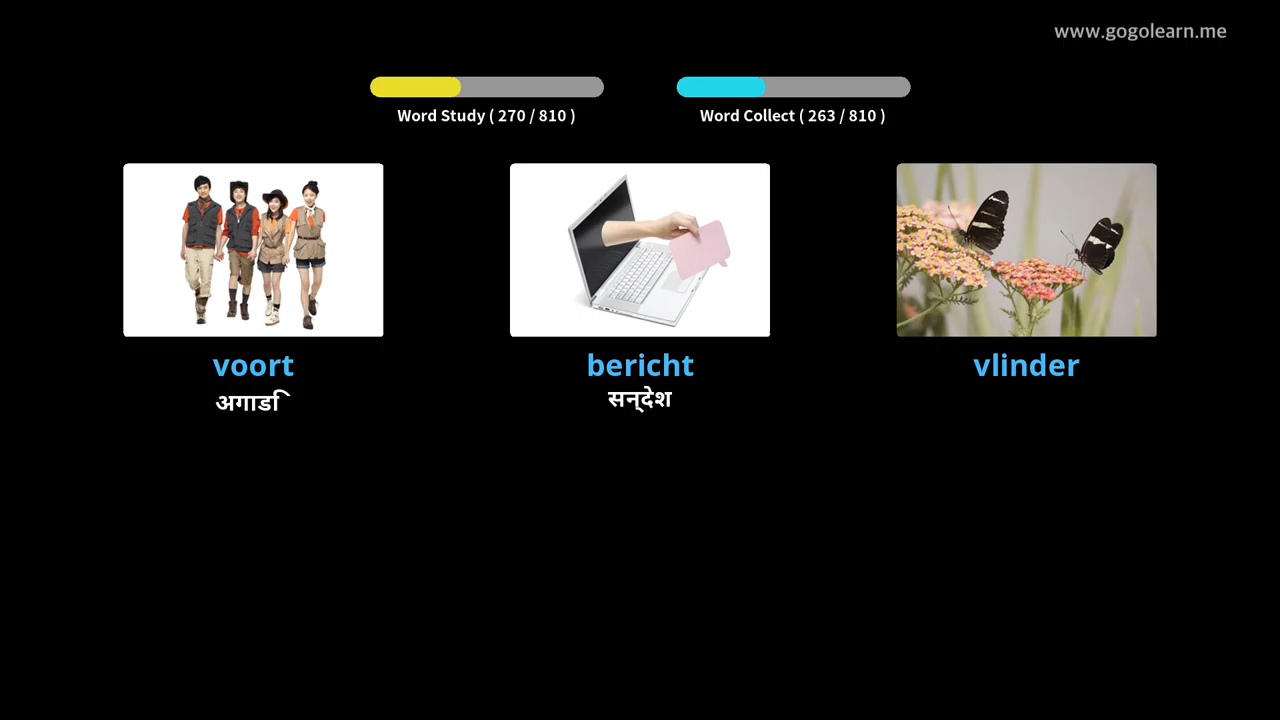 www.gogolearn.me
Word Study ( 270 / 810 )
Word Collect ( 263 / 810 )
voort
bericht
vlinder
अगाडि
सन्देश